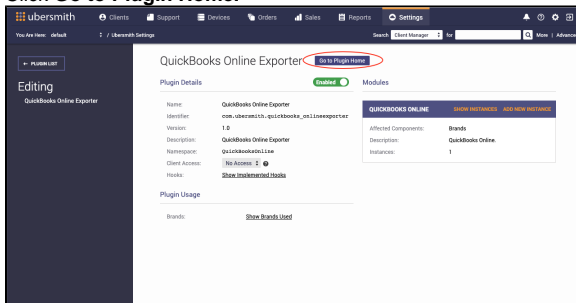 Click Go to Plugin Home.
ubersmith Clients Support Devices Orders Sales Reports Settings
You Are Here: default / Ubersmith Settings Search Client Manager for More | Advance
← PLUGIN LIST
QuickBooks Online Exporter Go to Plugin Home
Editing
QuickBooks Online Exporter
Plugin Details Enabled Modules
Name: QuickBooks Online Exporter
Identifier: com.ubersmith.quickbooks_onlineexporter
Version: 1.0
Description: QuickBooks Online Exporter
Namespace: QuickBooksOnline
Client Access: No Access
Hooks: Show Implemented Hooks
QUICKBOOKS ONLINE SHOW INSTANCES ADD NEW INSTANCE
Affected Components: Brands
Description: QuickBooks Online.
Instances: 1
Plugin Usage
Brands: Show Brands Used